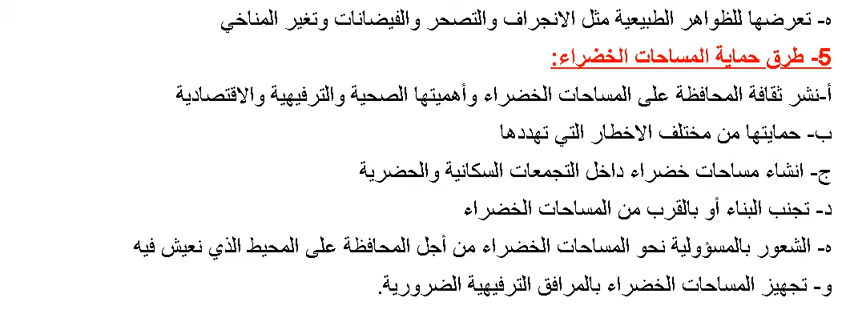 ه- تعرضها للظواهر الطبيعية مثل الانجراف والتصحر والفيضانات وتغير المناخي
5- طرق حماية المساحات الخضراء:
أ-نشر ثقافة المحافظة على المساحات الخضراء وأهميتها الصحية والترفيهية والاقتصادية
ب- حمايتها من مختلف الاخطار التي تهددها
ج- انشاء مساحات خضراء داخل التجمعات السكانية والحضرية
د- تجنب البناء أو بالقرب من المساحات الخضراء
ه- الشعور بالمسؤولية نحو المساحات الخضراء من أجل المحافظة على المحيط الذي نعيش فيه
و- تجهيز المساحات الخضراء بالمرافق الترفيهية الضرورية.